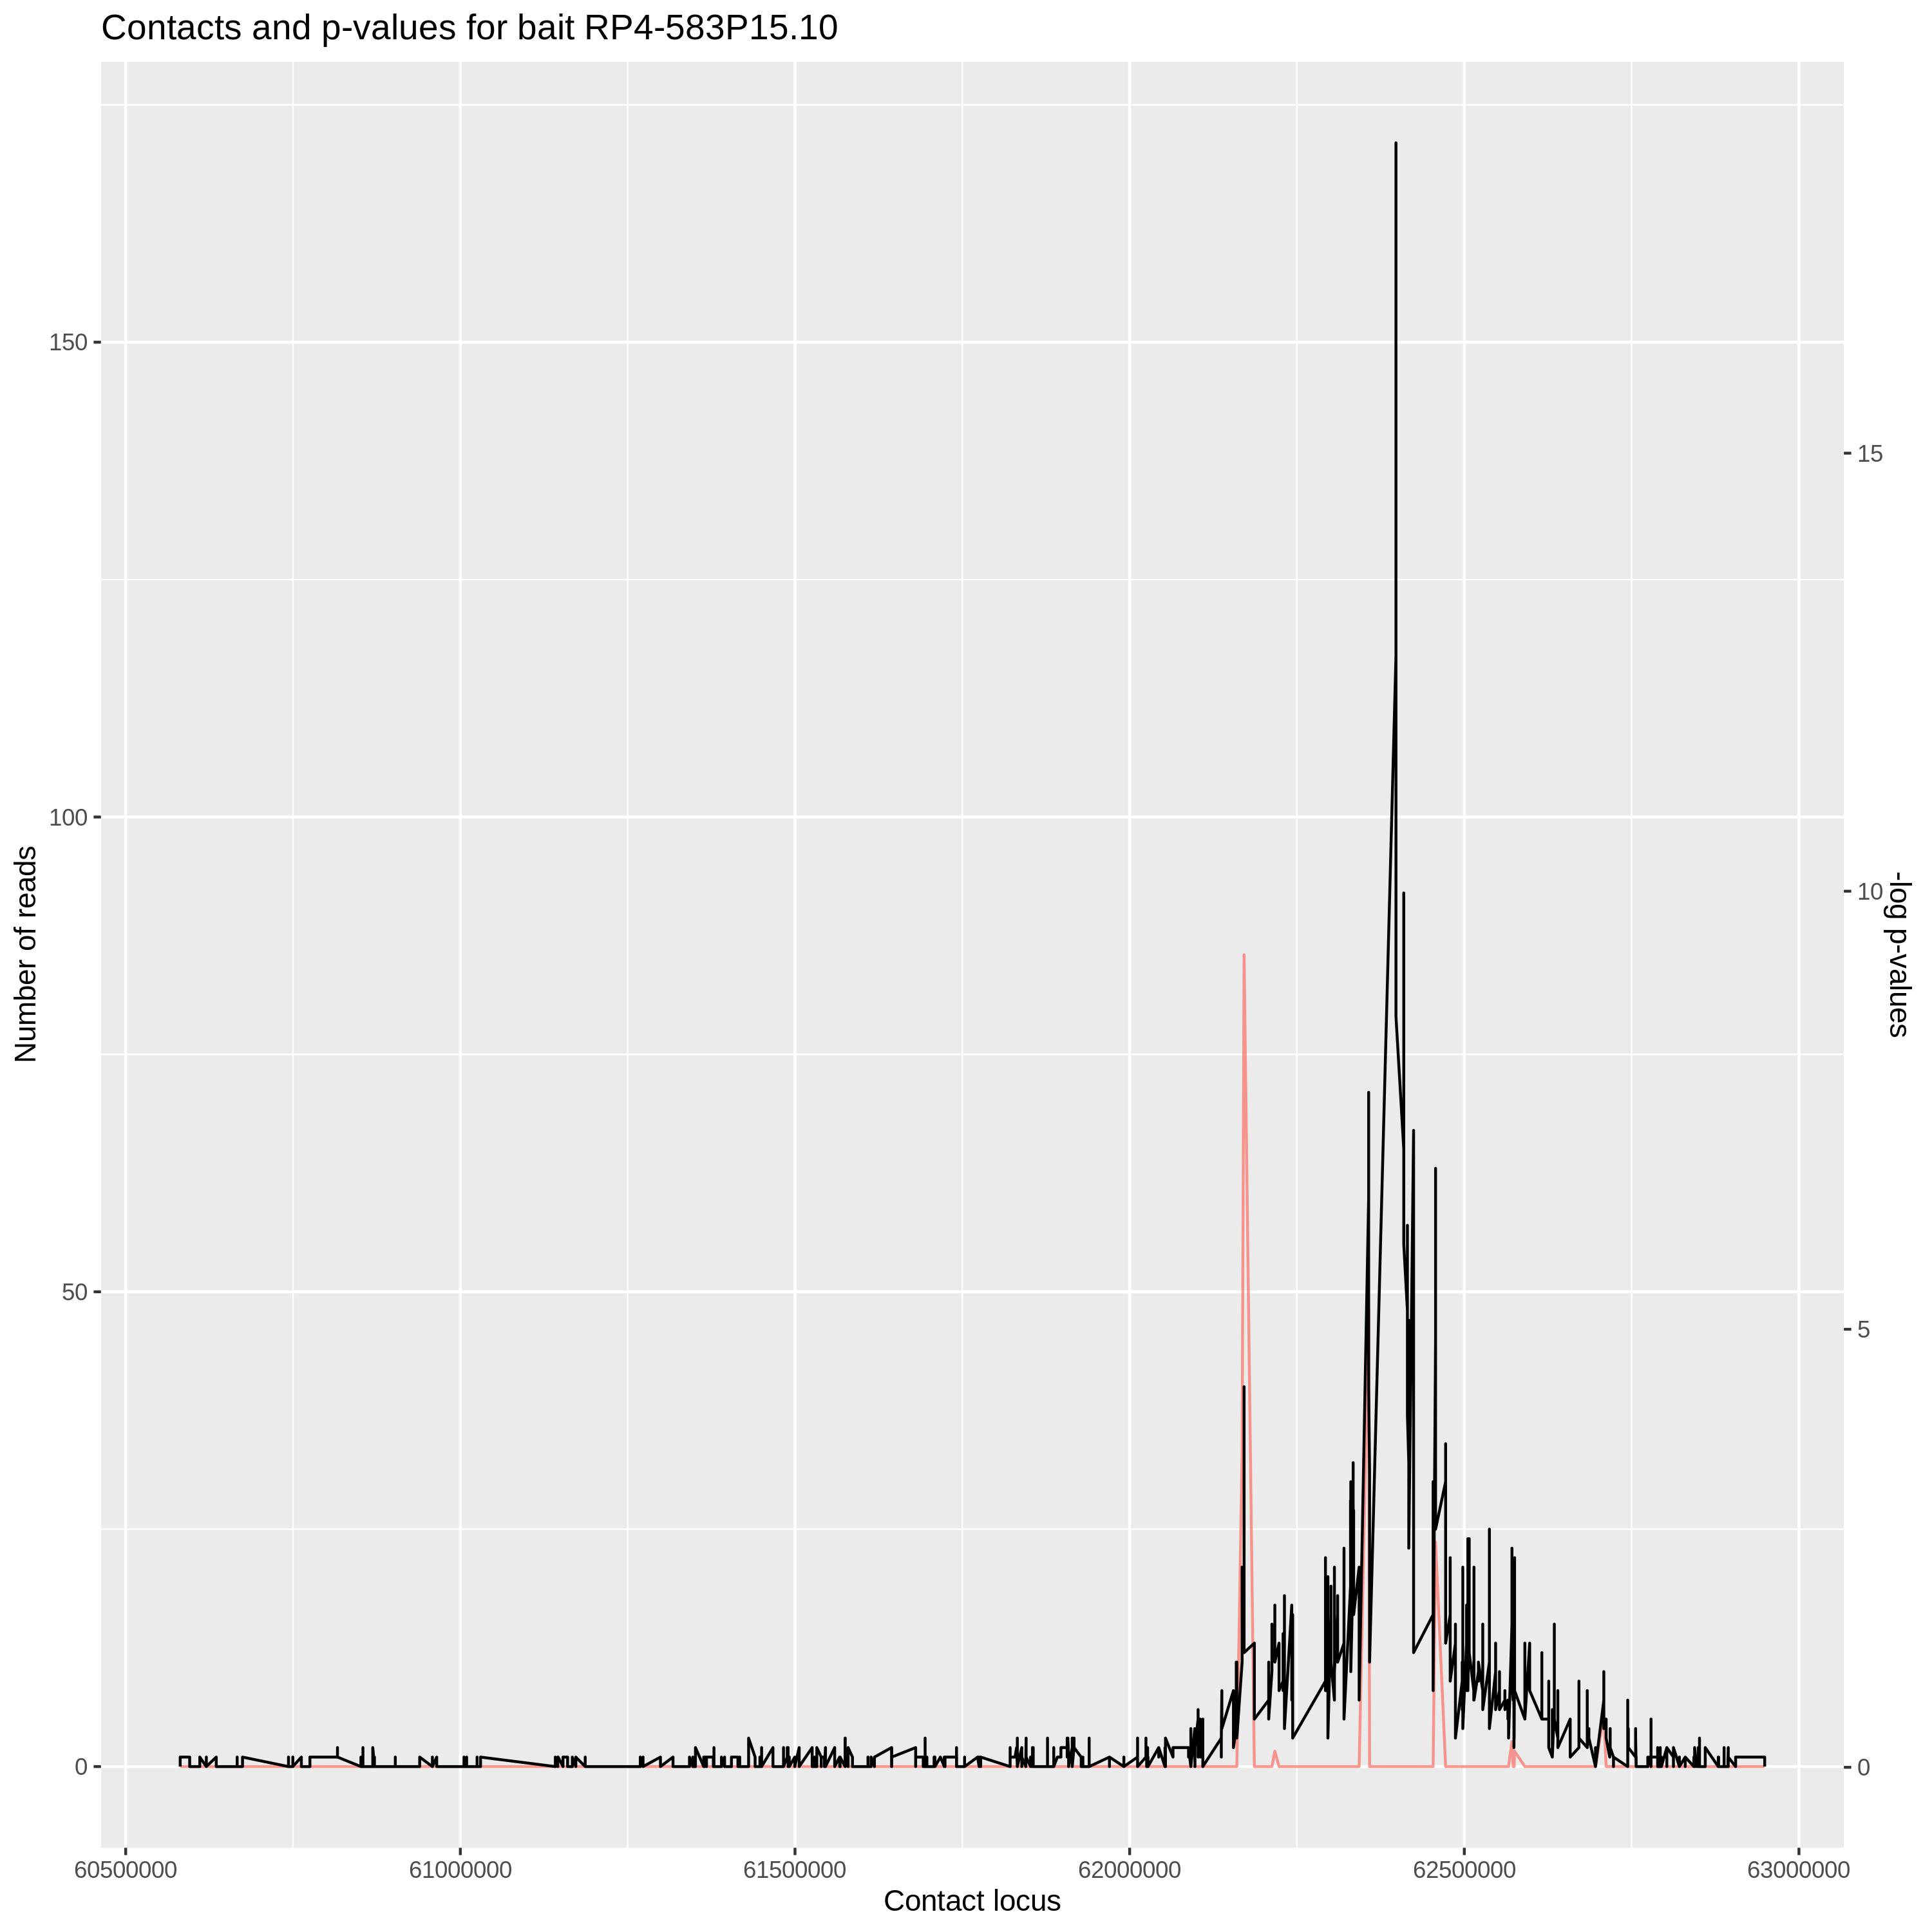 Contacts and p-values for bait RP4-583P15.10
150
100
50
0
Number of reads
15
10
5
0
-log p-values
60500000 61000000 61500000 62000000 62500000 63000000
Contact locus